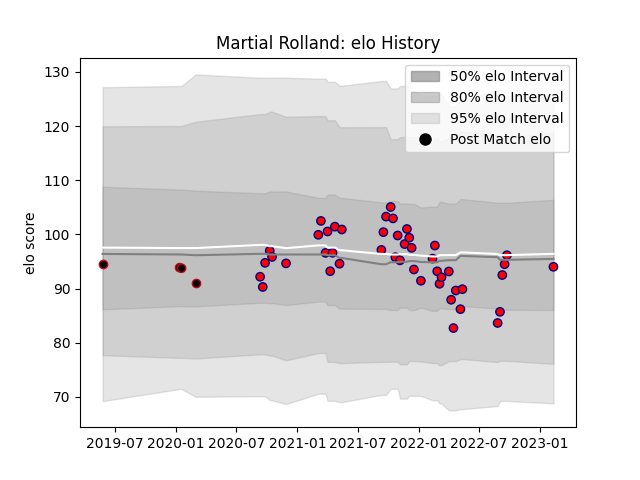 Martial Rolland: elo History
130
120
110
100
90
80
70
elo score
50% elo Interval
80% elo Interval
95% elo Interval
Post Match elo
2019-07 2020-01 2020-07 2021-01 2021-07 2022-01 2022-07 2023-01